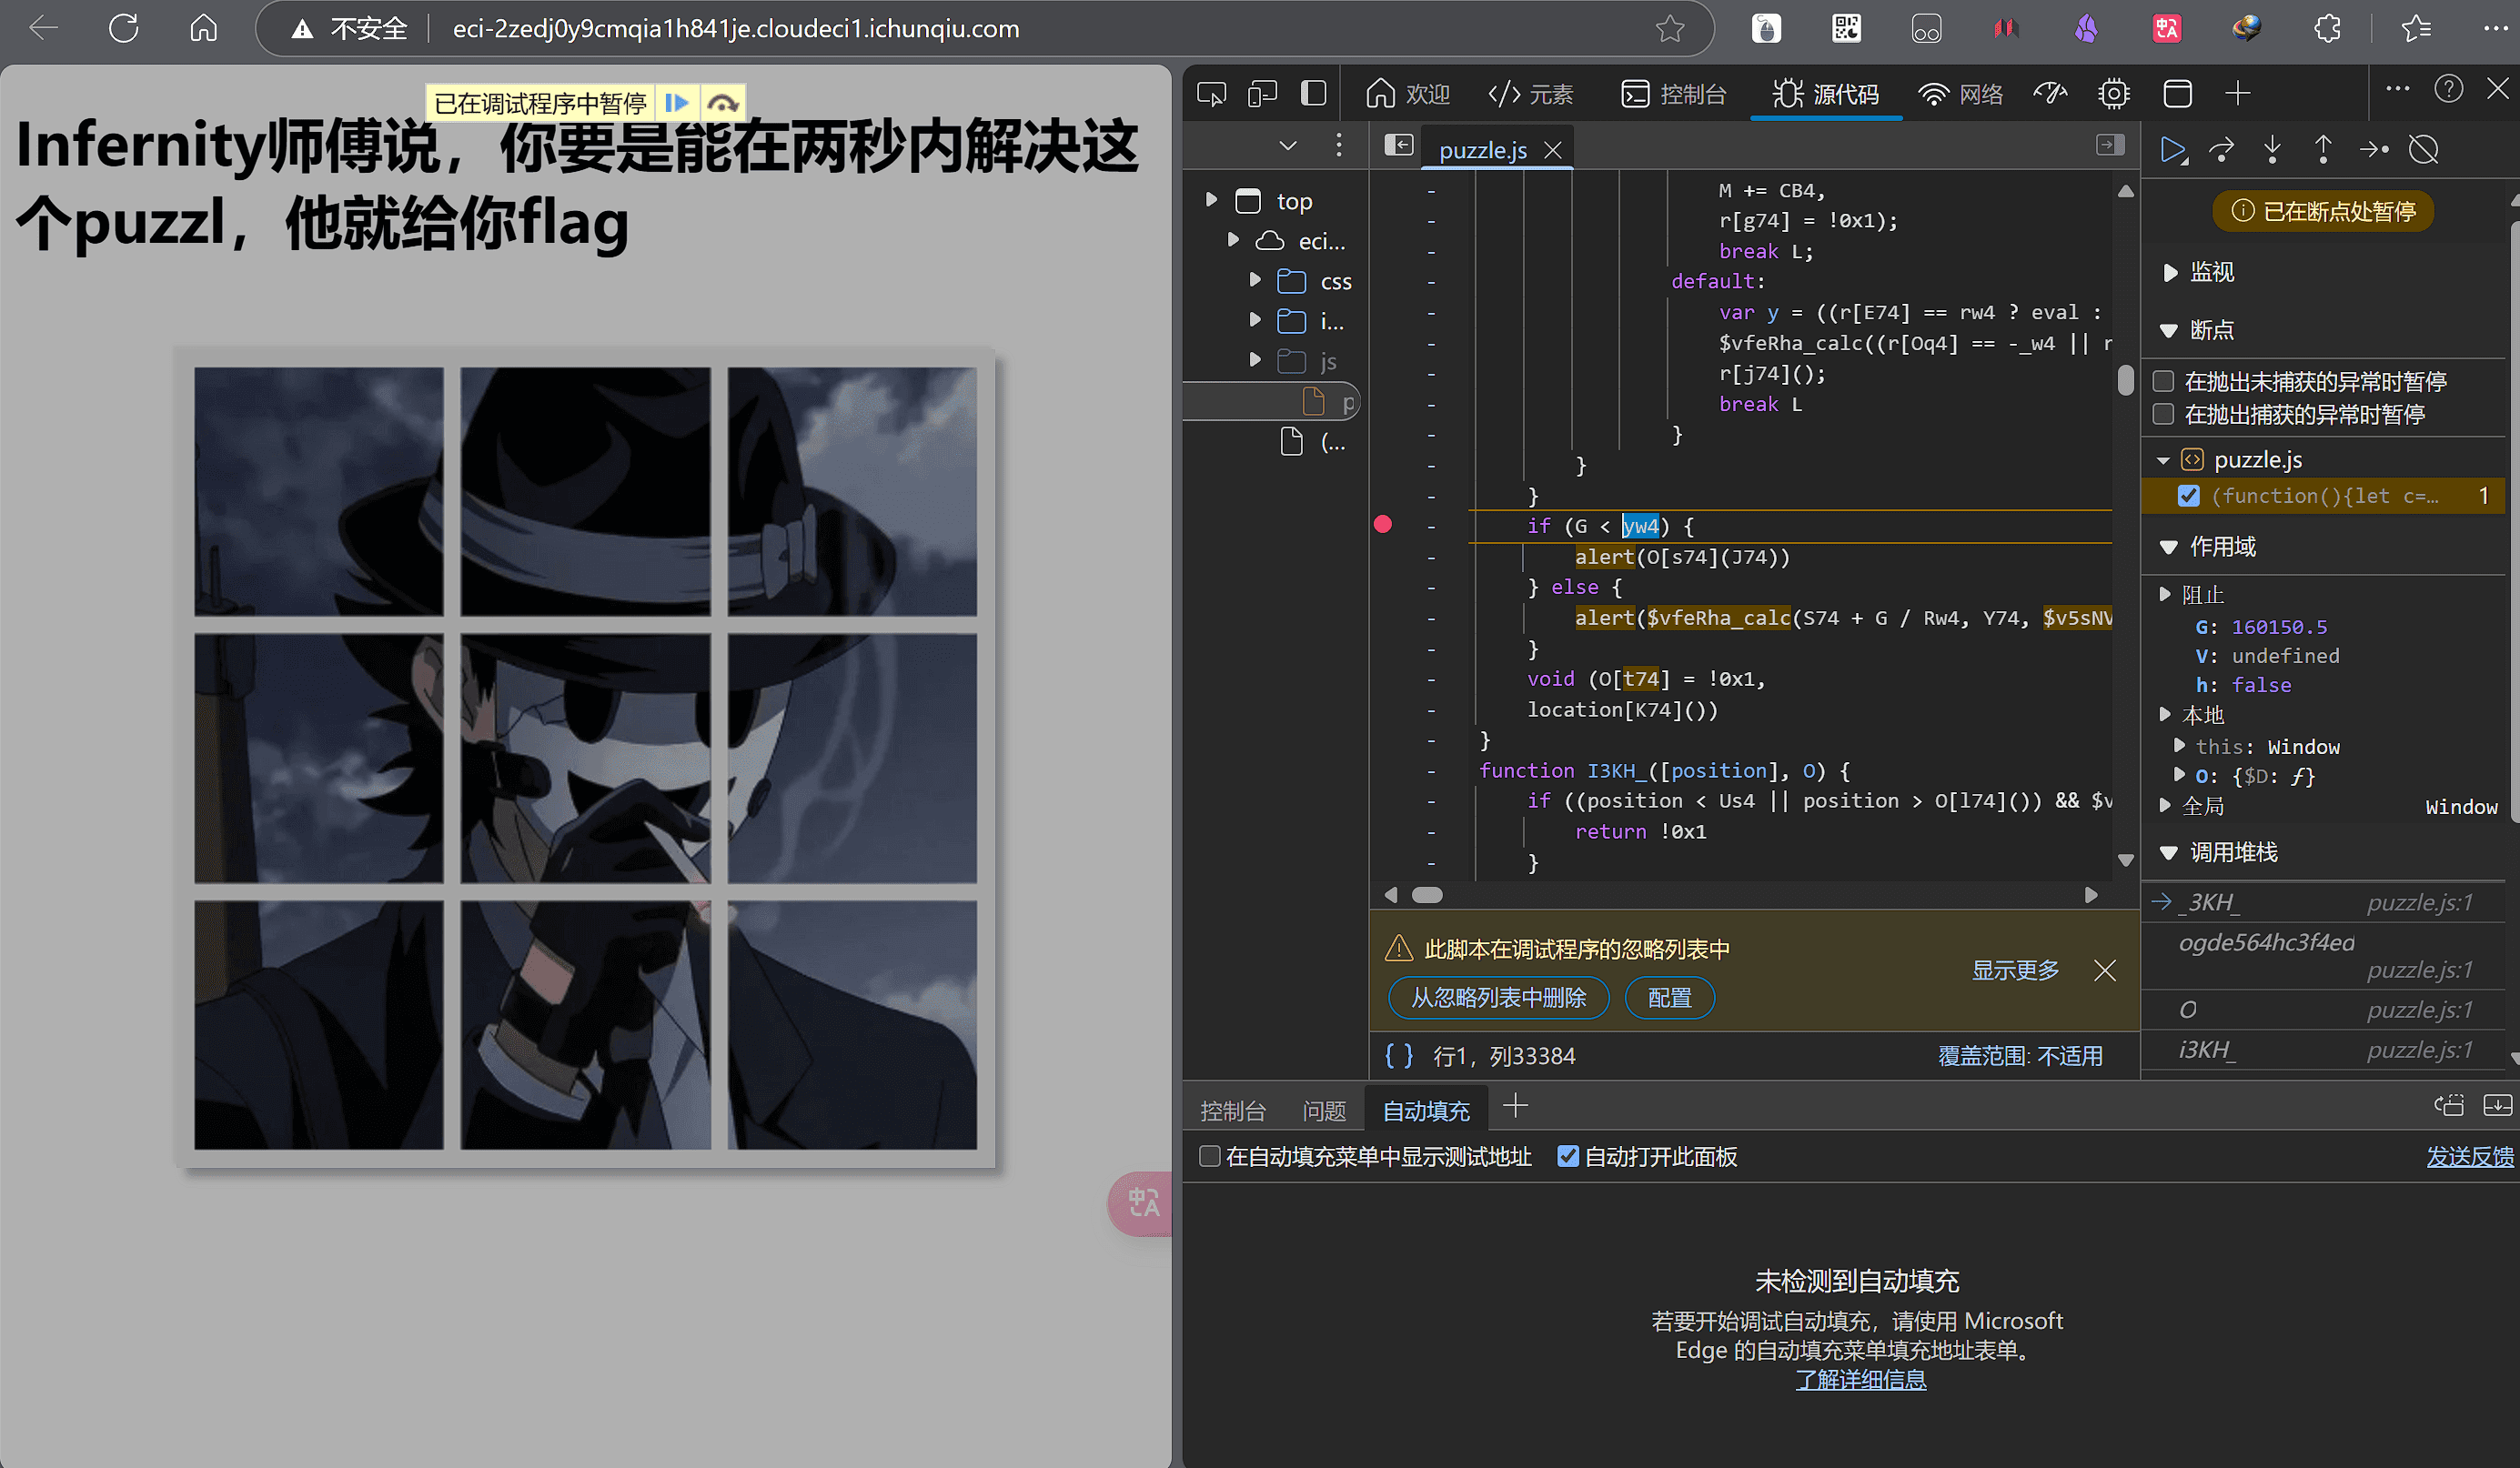 不安全
eci-2zedj0y9cmqia1h841je.cloudeci1.ichunqiu.com
已在调试程序中暂停
Infernity师傅说，你要是能在两秒内解决这
个puzzl，他就给你flag
欢迎
元素
控制台
源代码
网络
puzzle.js
top
eci...
css
i...
js
p
(...
M += CB4,
r[g74] = !0x1);
break L;
default:
var y = ((r[E74] == rw4 ? eval :
$vfeRha_calc((r[Oq4] == -_w4 || r
r[j74]();
break L
}
}
}
if (G < yw4) {
alert(O[s74](J74))
} else {
alert($vfeRha_calc(S74 + G / Rw4, Y74, $v5sNV
}
void (O[t74] = !0x1,
location[K74]())
}
function I3KH_([position], O) {
if ((position < Us4 || position > O[l74]()) && $v
return !0x1
}
此脚本在调试程序的忽略列表中
从忽略列表中删除
配置
显示更多
{ }
行1，列33384
覆盖范围: 不适用
已在断点处暂停
监视
断点
在抛出未捕获的异常时暂停
在抛出捕获的异常时暂停
puzzle.js
(function(){let c=...
1
作用域
阻止
G: 160150.5
V: undefined
h: false
本地
this: Window
O: {$D: ƒ}
全局
Window
调用堆栈
_3KH_
puzzle.js:1
ogde564hc3f4ed
puzzle.js:1
O
puzzle.js:1
i3KH_
puzzle.js:1
控制台
问题
自动填充
在自动填充菜单中显示测试地址
自动打开此面板
发送反馈
未检测到自动填充
若要开始调试自动填充，请使用 Microsoft
Edge 的自动填充菜单填充地址表单。
了解详细信息